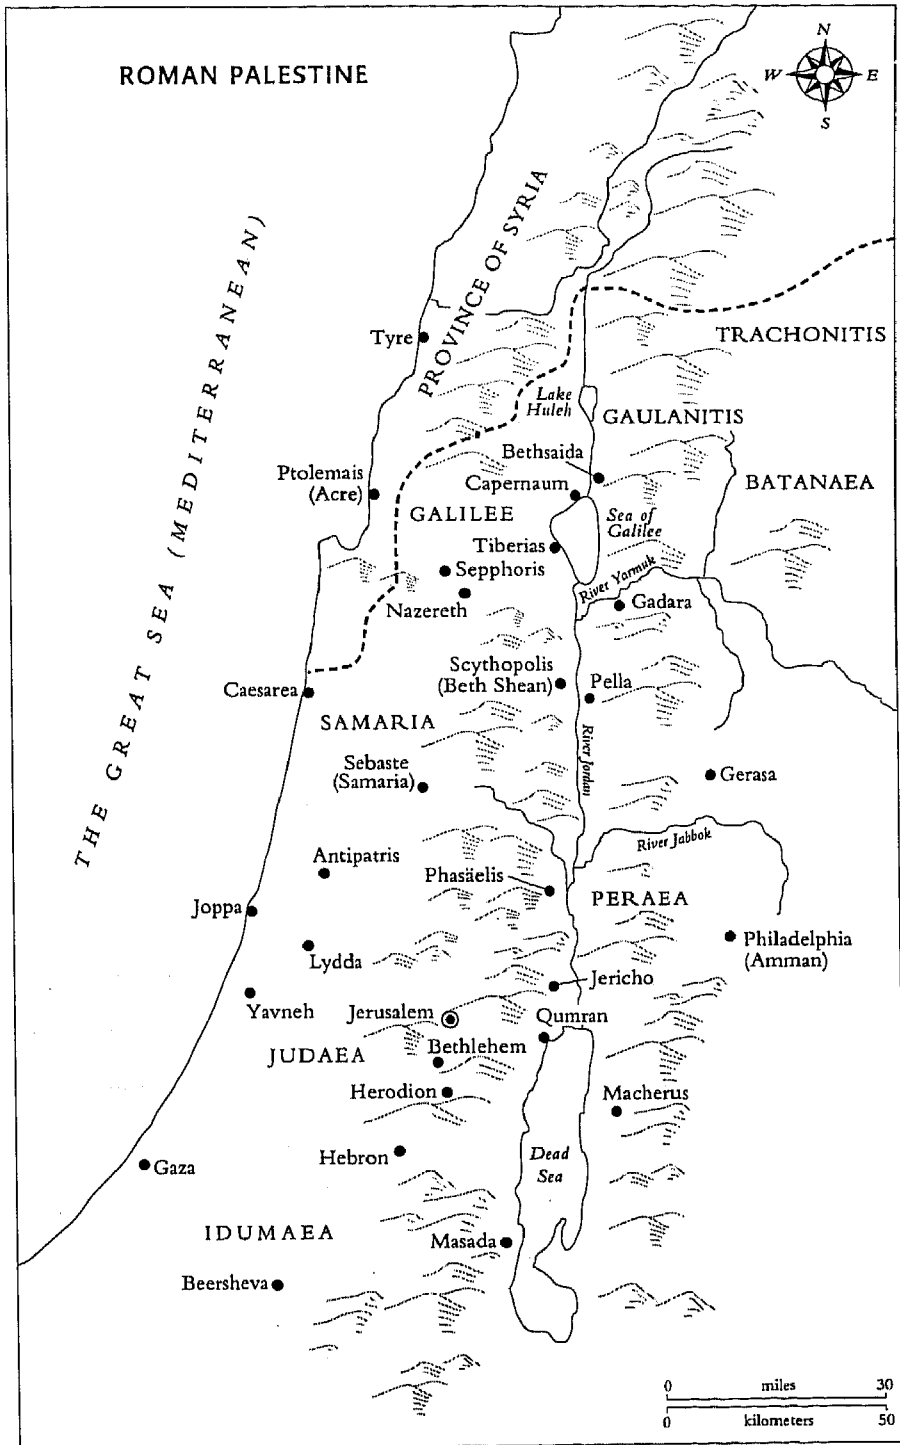 ROMAN PALESTINE
N
W
E
S
THE GREAT SEA (MEDITERRANEAN)
PROVINCE OF SYRIA
Tyre
TRACHONITIS
Lake
Huleh
GAULANITIS
Bethsaida
Ptolemais
(Acre)
Capernaum
BATANAEA
GALILEE
Sea of
Galilee
Tiberias
Sepphoris
River Yarmuk
Nazereth
Gadara
Scythopolis
(Beth Shean)
Pella
Caesarea
SAMARIA
River Jordan
Sebaste
(Samaria)
Gerasa
River Jabbok
Antipatris
Phasäelis
PERAEA
Joppa
Philadelphia
(Amman)
Lydda
Jericho
Yavneh
Jerusalem
Qumran
JUDAEA
Bethlehem
Herodion
Macherus
Hebron
Dead
Sea
Gaza
IDUMAEA
Masada
Beersheva
0 miles 30
0 kilometers 50